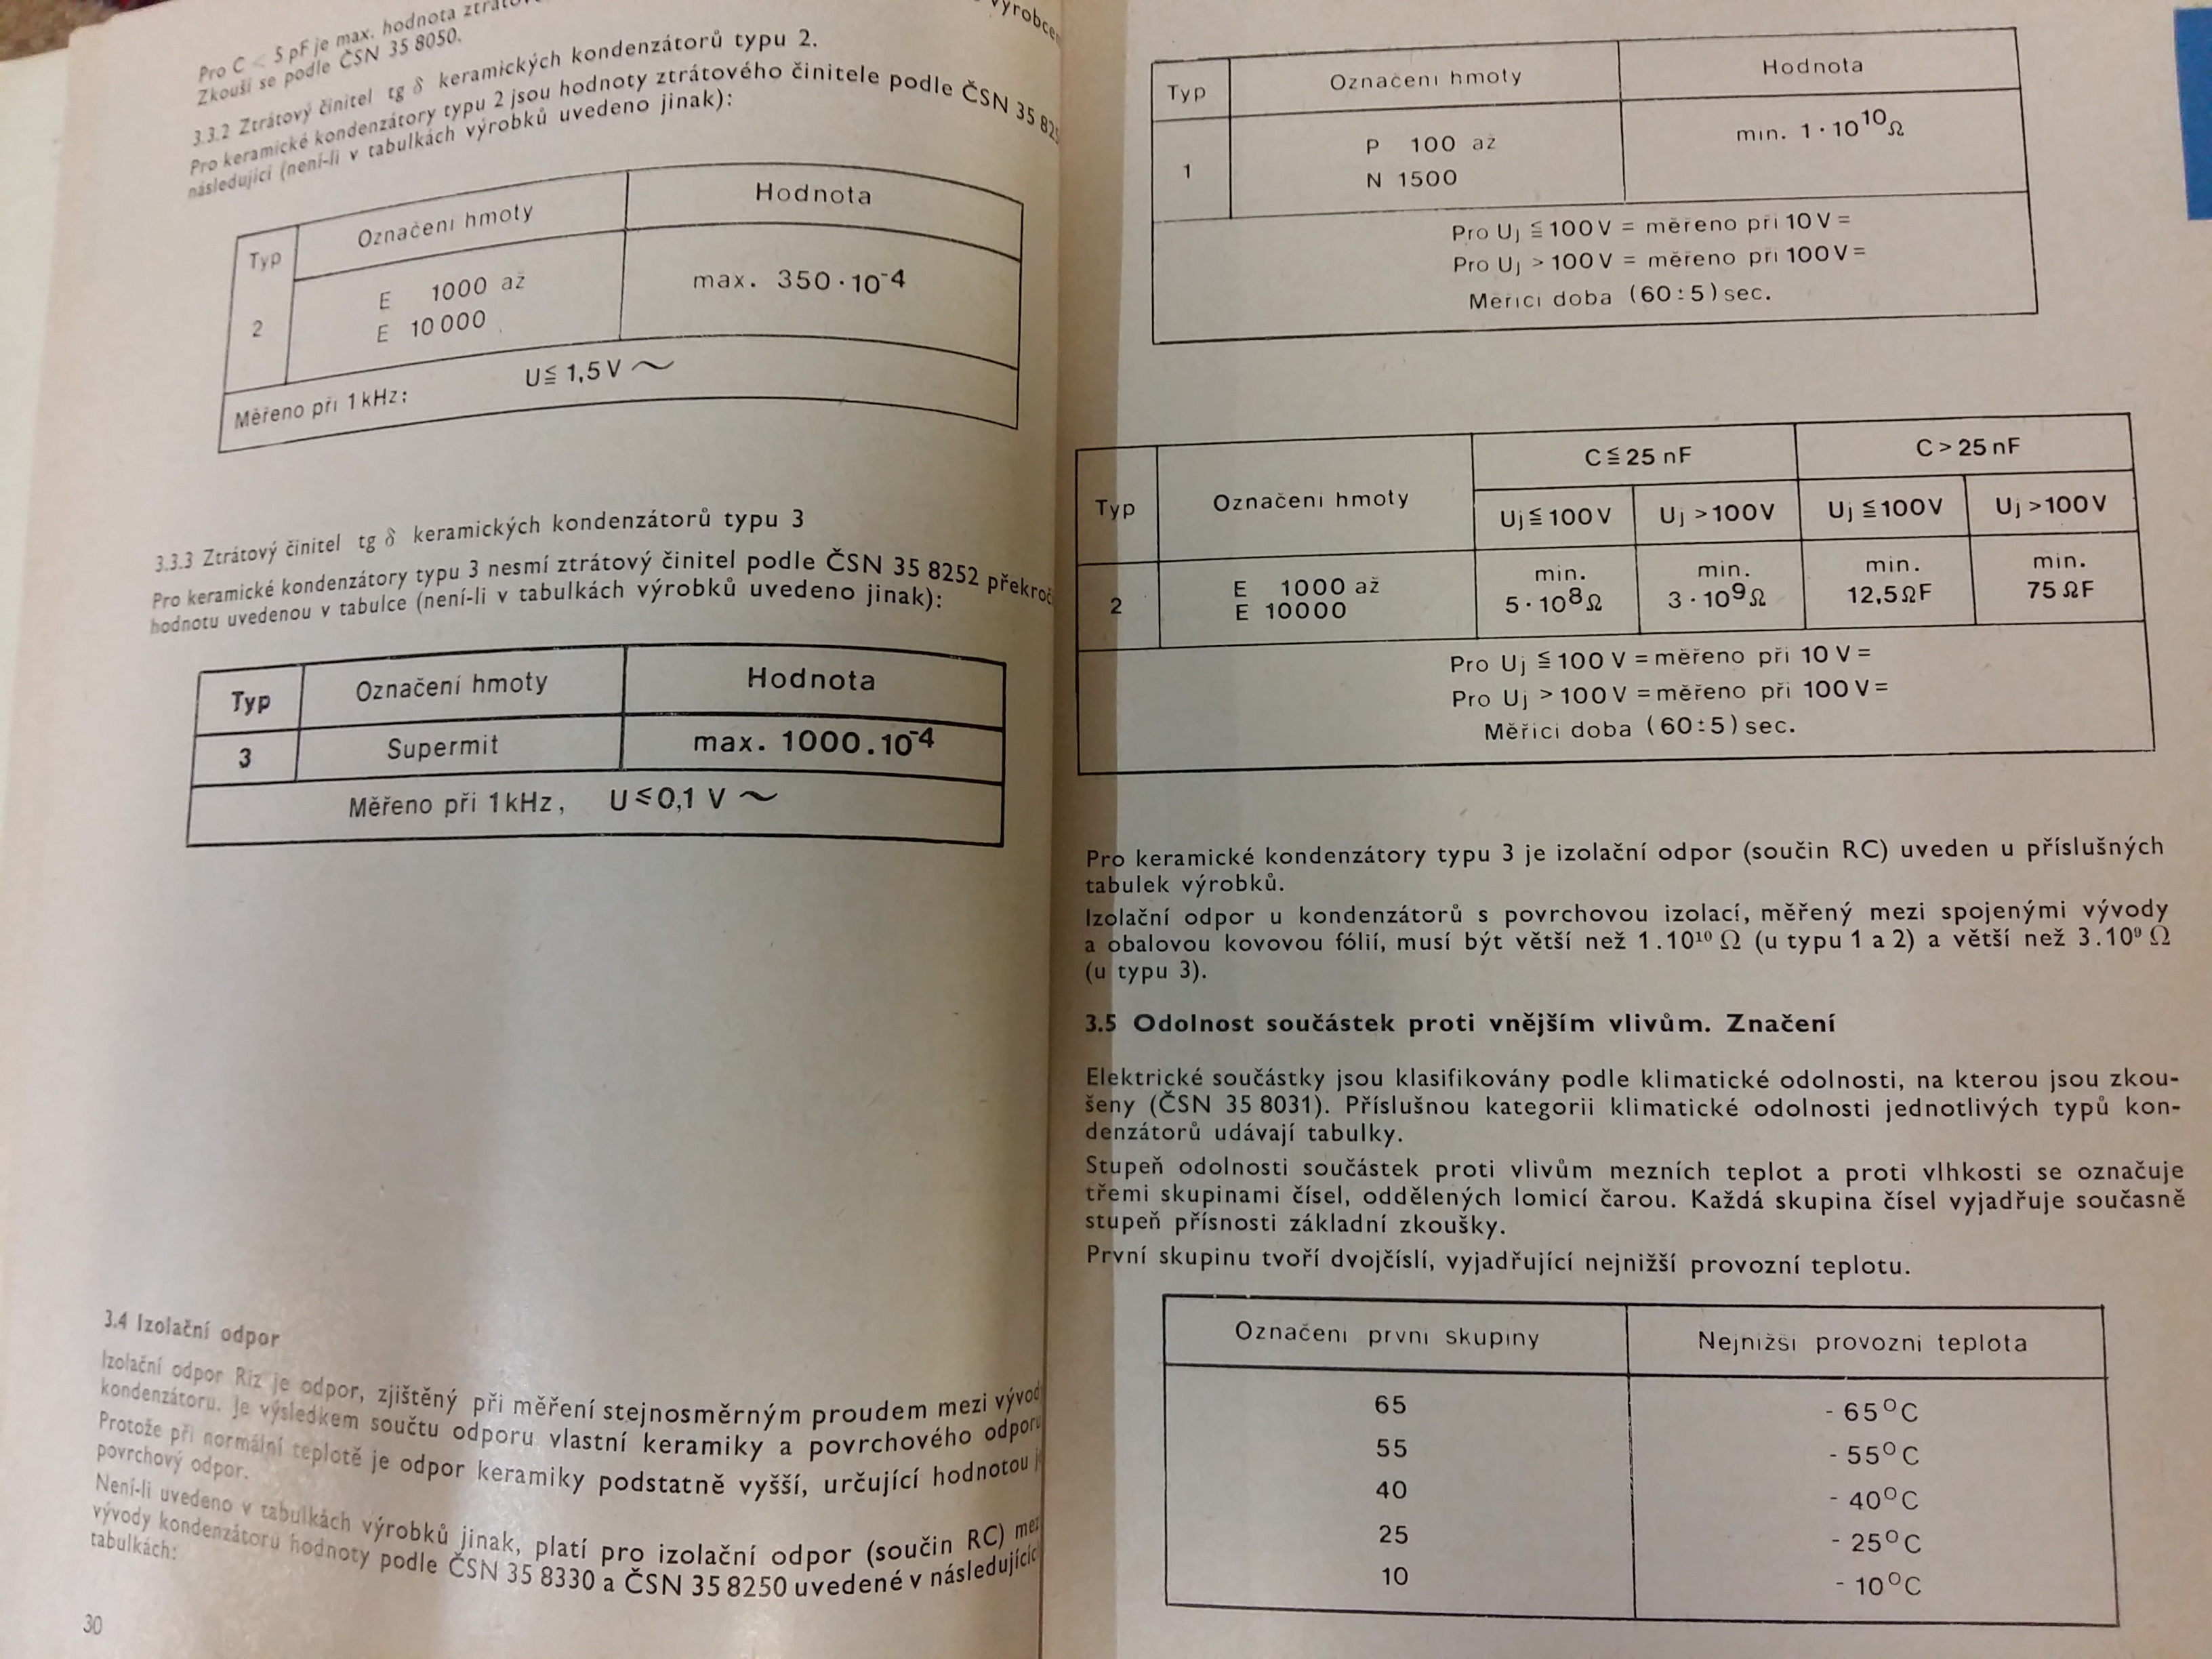 Pro C < 5 pF je max. hodnota
Zkouší se podle ČSN 35 8050.
3.3.2 Ztrátový činitel tg δ keramických kondenzátorů typu 2.
Pro keramické kondenzátory typu 2 jsou hodnoty ztrátového činitele podle ČSN 35
následující (není-li v tabulkách výrobků uvedeno jinak):
Typ Označení hmoty Hodnota
2 E 1000 až max. 350·10⁻⁴
E 10 000
Měřeno při 1 kHz: U≦ 1,5 V ~
3.3.3 Ztrátový činitel tg δ keramických kondenzátorů typu 3
Pro keramické kondenzátory typu 3 nesmí ztrátový činitel podle ČSN 35 8252
hodnotu uvedenou v tabulce (není-li v tabulkách výrobků uvedeno jinak):
Typ Označení hmoty Hodnota
3 Supermit max. 1000.10⁻⁴
Měřeno při 1 kHz, U≤0,1 V ~
3.4 Izolační odpor
Izolační odpor Riz je odpor, zjištěný při měření stejnosměrným proudem mezi
kondenzátoru. Je výsledkem součtu odporu vlastní keramiky a povrchového
Protože při normální teplotě je odpor keramiky podstatně vyšší, určující hodnotou
povrchový odpor.
Není-li uvedeno v tabulkách výrobků jinak, platí pro izolační odpor (součin RC)
vývody kondenzátoru hodnoty podle ČSN 35 8330 a ČSN 35 8250 uvedené v
tabulkách:
30
Typ Označení hmoty Hodnota
1 P 100 až min. 1·10¹⁰Ω
N 1500
Pro Uj ≦ 100 V = měřeno při 10 V =
Pro Uj > 100 V = měřeno při 100 V =
Měřicí doba (60±5) sec.
Typ Označení hmoty C≦25 nF C>25 nF
Uj≦100V Uj >100V Uj ≦100V Uj >100V
2 E 1000 až min. min. min. min.
E 10000 5·10⁸Ω 3·10⁹Ω 12,5ΩF 75 ΩF
Pro Uj ≦ 100 V = měřeno při 10 V =
Pro Uj > 100 V = měřeno při 100 V =
Měřicí doba (60±5) sec.
Pro keramické kondenzátory typu 3 je izolační odpor (součin RC) uveden u příslušných
tabulek výrobků.
Izolační odpor u kondenzátorů s povrchovou izolací, měřený mezi spojenými vývody
a obalovou kovovou fólií, musí být větší než 1.10¹⁰ Ω (u typu 1 a 2) a větší než 3.10⁹ Ω
(u typu 3).
3.5 Odolnost součástek proti vnějším vlivům. Značení
Elektrické součástky jsou klasifikovány podle klimatické odolnosti, na kterou jsou zkou-
šeny (ČSN 35 8031). Příslušnou kategorii klimatické odolnosti jednotlivých typů kon-
denzátorů udávají tabulky.
Stupeň odolnosti součástek proti vlivům mezních teplot a proti vlhkosti se označuje
třemi skupinami čísel, oddělených lomicí čarou. Každá skupina čísel vyjadřuje současně
stupeň přísnosti základní zkoušky.
První skupinu tvoří dvojčíslí, vyjadřující nejnižší provozní teplotu.
Označení první skupiny Nejnižší provozní teplota
65 - 65°C
55 - 55°C
40 - 40°C
25 - 25°C
10 - 10°C